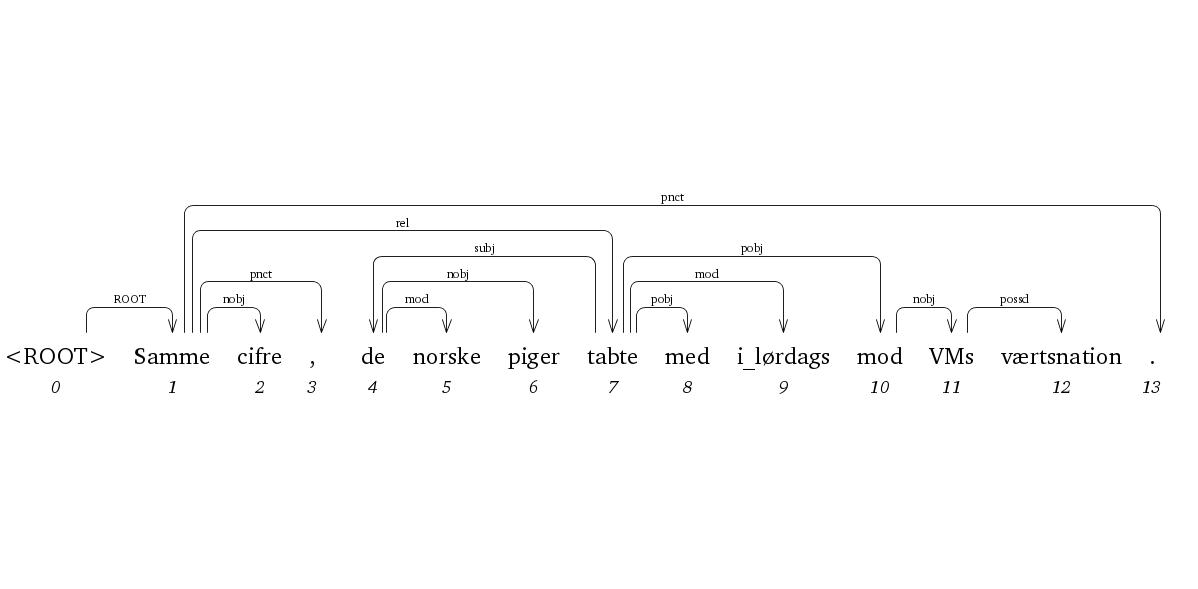 pnct
rel
subj pobj
pnct nobj mod
ROOT nobj mod pobj nobj possd
<ROOT> Samme cifre , de norske piger tabte med i_lørdags mod VMs værtsnation .
0 1 2 3 4 5 6 7 8 9 10 11 12 13